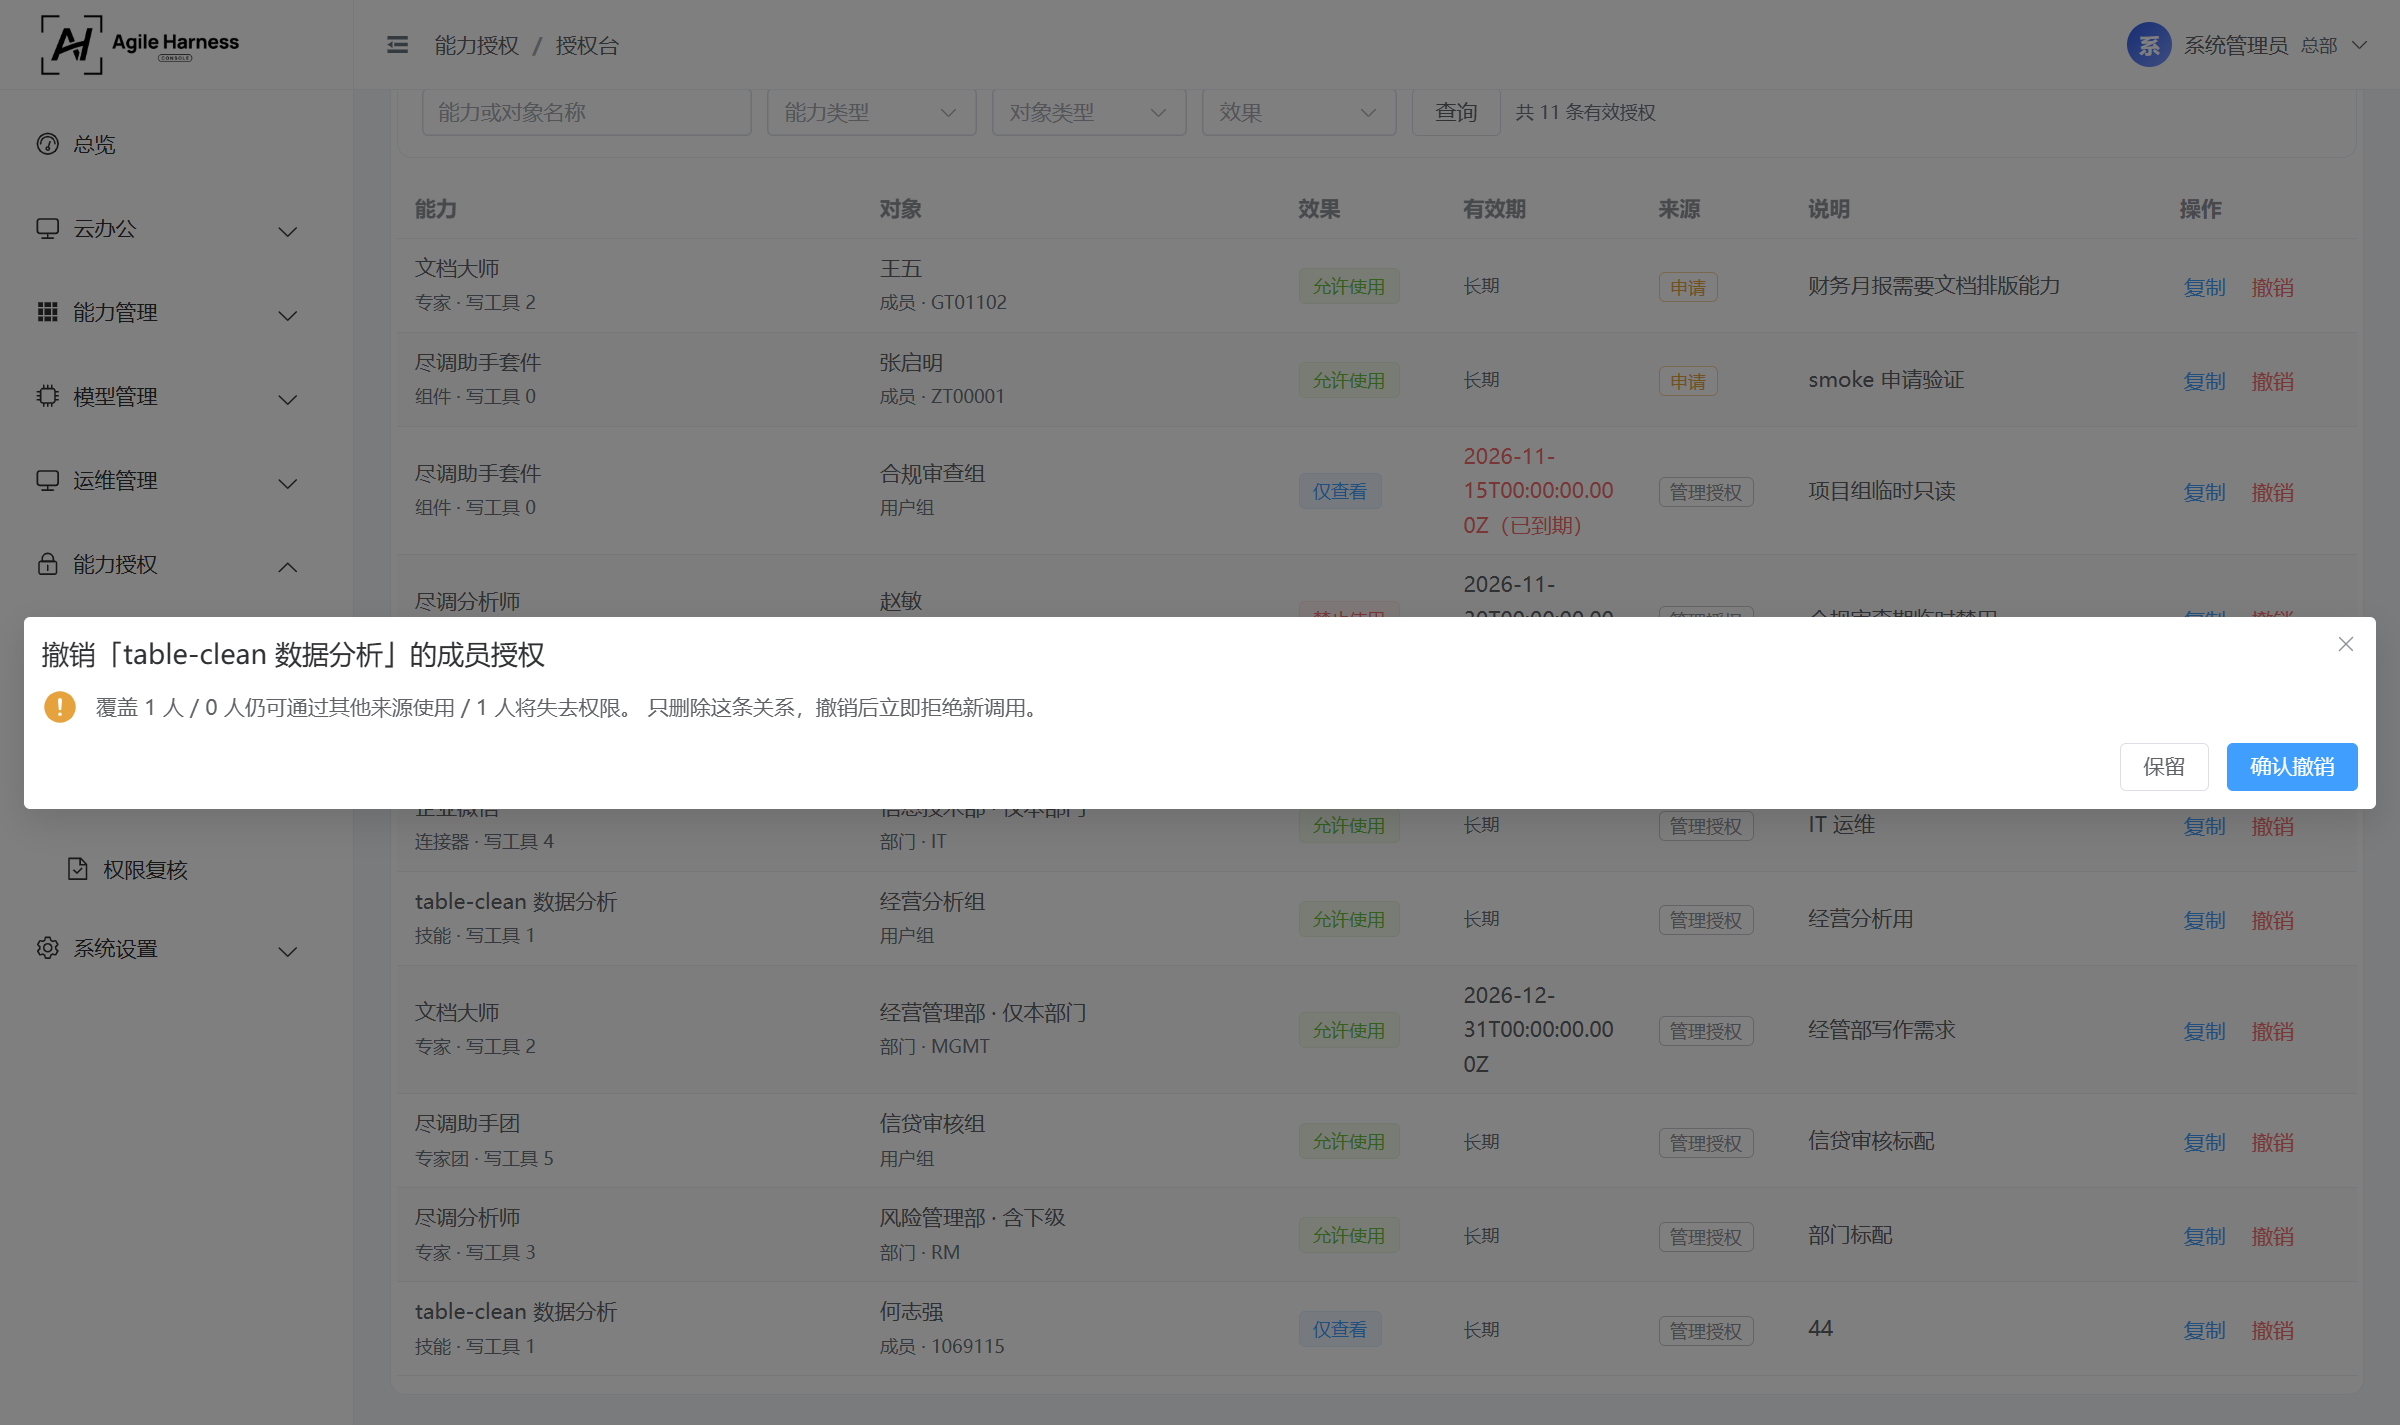 Agile Harness
CONSOLE
能力授权 / 授权台
系 系统管理员 总部
总览
云办公
能力管理
模型管理
运维管理
能力授权
权限复核
系统设置
能力或对象名称 能力类型 对象类型 效果 查询 共 11 条有效授权
能力 对象 效果 有效期 来源 说明 操作
文档大师 王五
专家 · 写工具 2 成员 · GT01102 允许使用 长期 申请 财务月报需要文档排版能力 复制 撤销
尽调助手套件 张启明
组件 · 写工具 0 成员 · ZT00001 允许使用 长期 申请 smoke 申请验证 复制 撤销
尽调助手套件 合规审查组
组件 · 写工具 0 用户组 仅查看
2026-11-
15T00:00:00.00
0Z（已到期） 管理授权 项目组临时只读 复制 撤销
尽调分析师 赵敏
2026-11-
撤销「table-clean 数据分析」的成员授权
覆盖 1 人 / 0 人仍可通过其他来源使用 / 1 人将失去权限。 只删除这条关系，撤销后立即拒绝新调用。
保留 确认撤销
连接器 · 写工具 4 部门 · IT 允许使用 长期 管理授权 IT 运维 复制 撤销
table-clean 数据分析 经营分析组
技能 · 写工具 1 用户组 允许使用 长期 管理授权 经营分析用 复制 撤销
文档大师 经营管理部 · 仅本部门
专家 · 写工具 2 部门 · MGMT 允许使用
2026-12-
31T00:00:00.00
0Z 管理授权 经管部写作需求 复制 撤销
尽调助手团 信贷审核组
专家团 · 写工具 5 用户组 允许使用 长期 管理授权 信贷审核标配 复制 撤销
尽调分析师 风险管理部 · 含下级
专家 · 写工具 3 部门 · RM 允许使用 长期 管理授权 部门标配 复制 撤销
table-clean 数据分析 何志强
技能 · 写工具 1 成员 · 1069115 仅查看 长期 管理授权 44 复制 撤销